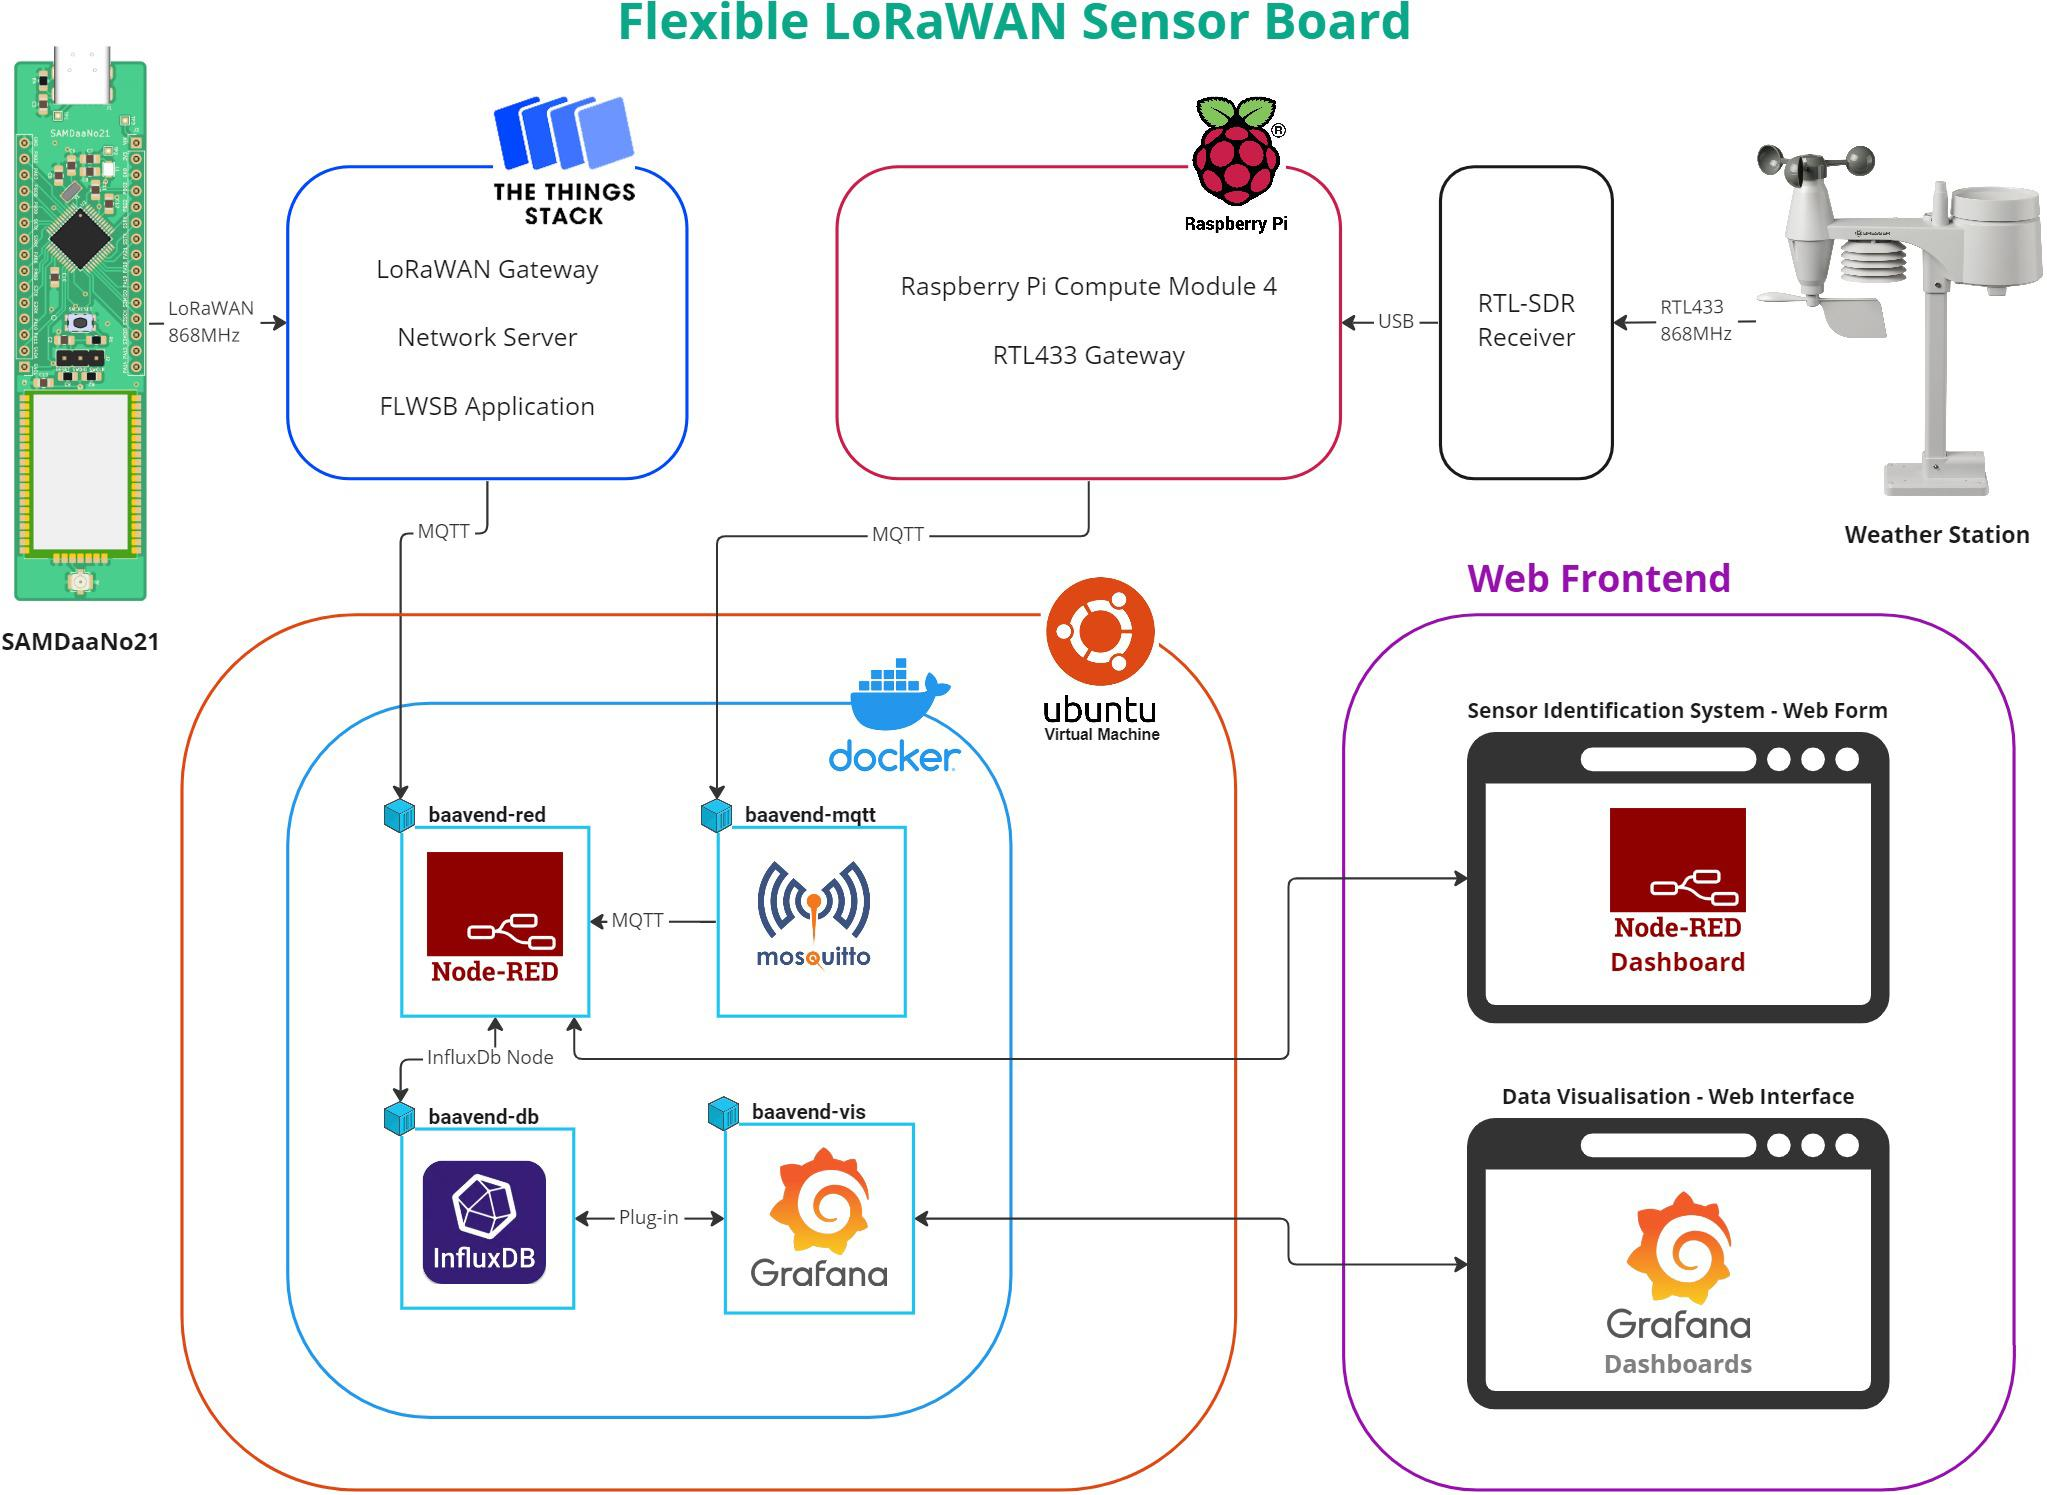 Flexible LoRaWAN Sensor Board
SAMDaaNo21
SAMDaaNo21
LoRaWAN
868MHz
THE THINGS
STACK
LoRaWAN Gateway
Network Server
FLWSB Application
Raspberry Pi
Raspberry Pi Compute Module 4
RTL433 Gateway
USB
RTL-SDR
Receiver
RTL433
868MHz
Weather Station
MQTT
MQTT
ubuntu
Virtual Machine
docker
baavend-red
Node-RED
MQTT
baavend-mqtt
mosquitto
InfluxDb Node
baavend-db
InfluxDB
Plug-in
baavend-vis
Grafana
Web Frontend
Sensor Identification System - Web Form
Node-RED
Dashboard
Data Visualisation - Web Interface
Grafana
Dashboards